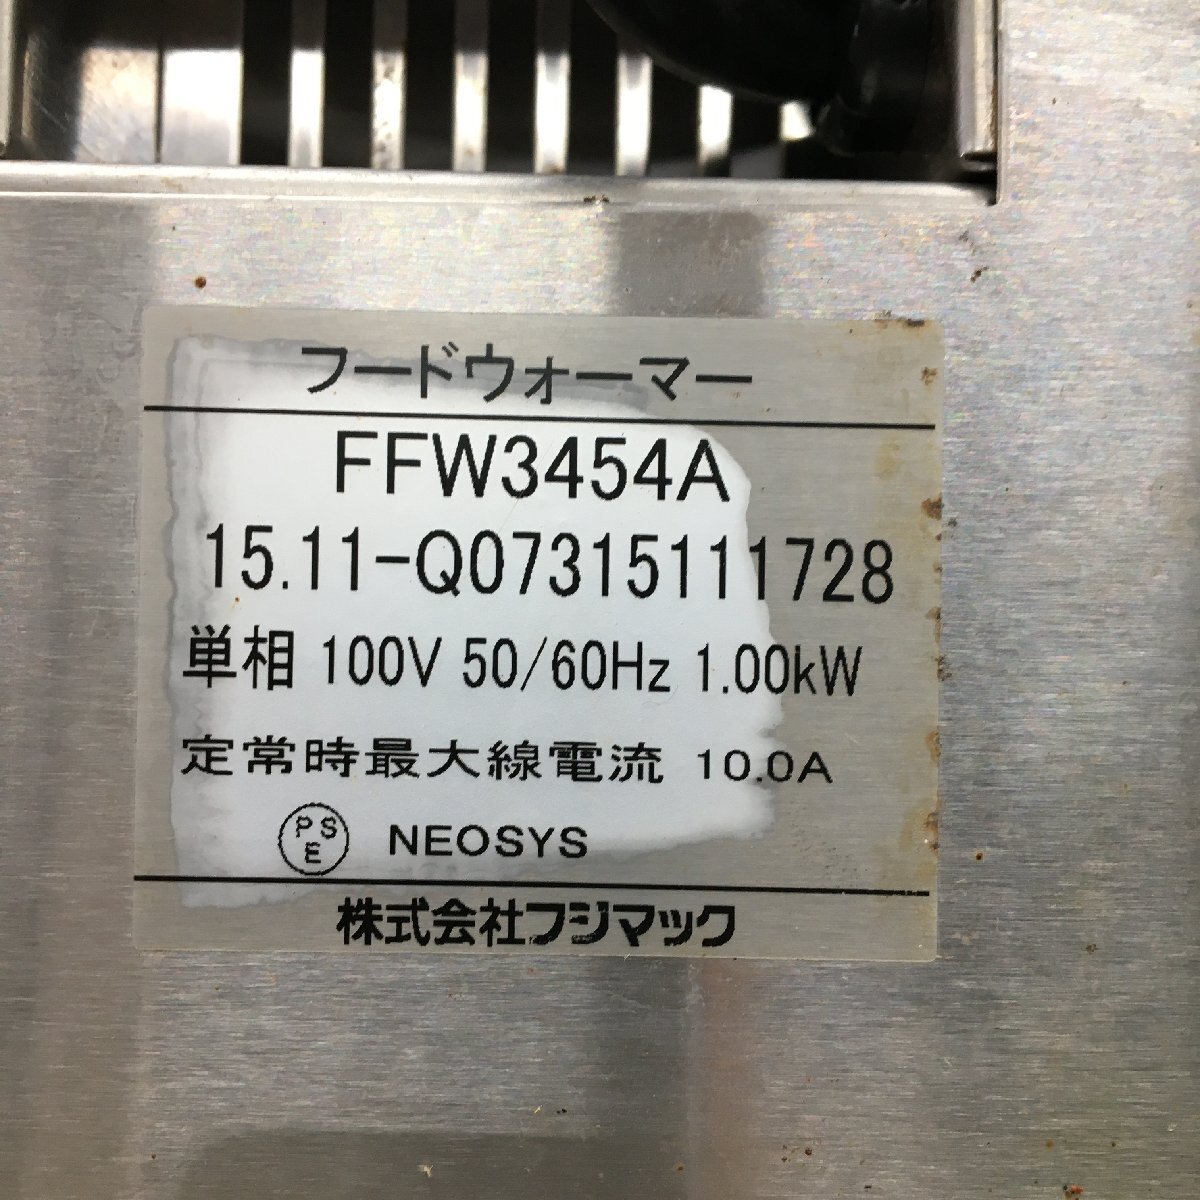 フードウォーマー
FFW3454A
15.11-Q07315111728
単相 100V 50/60Hz 1.00kW
定常時最大線電流 10.0A
PSE NEOSYS
株式会社フジマック